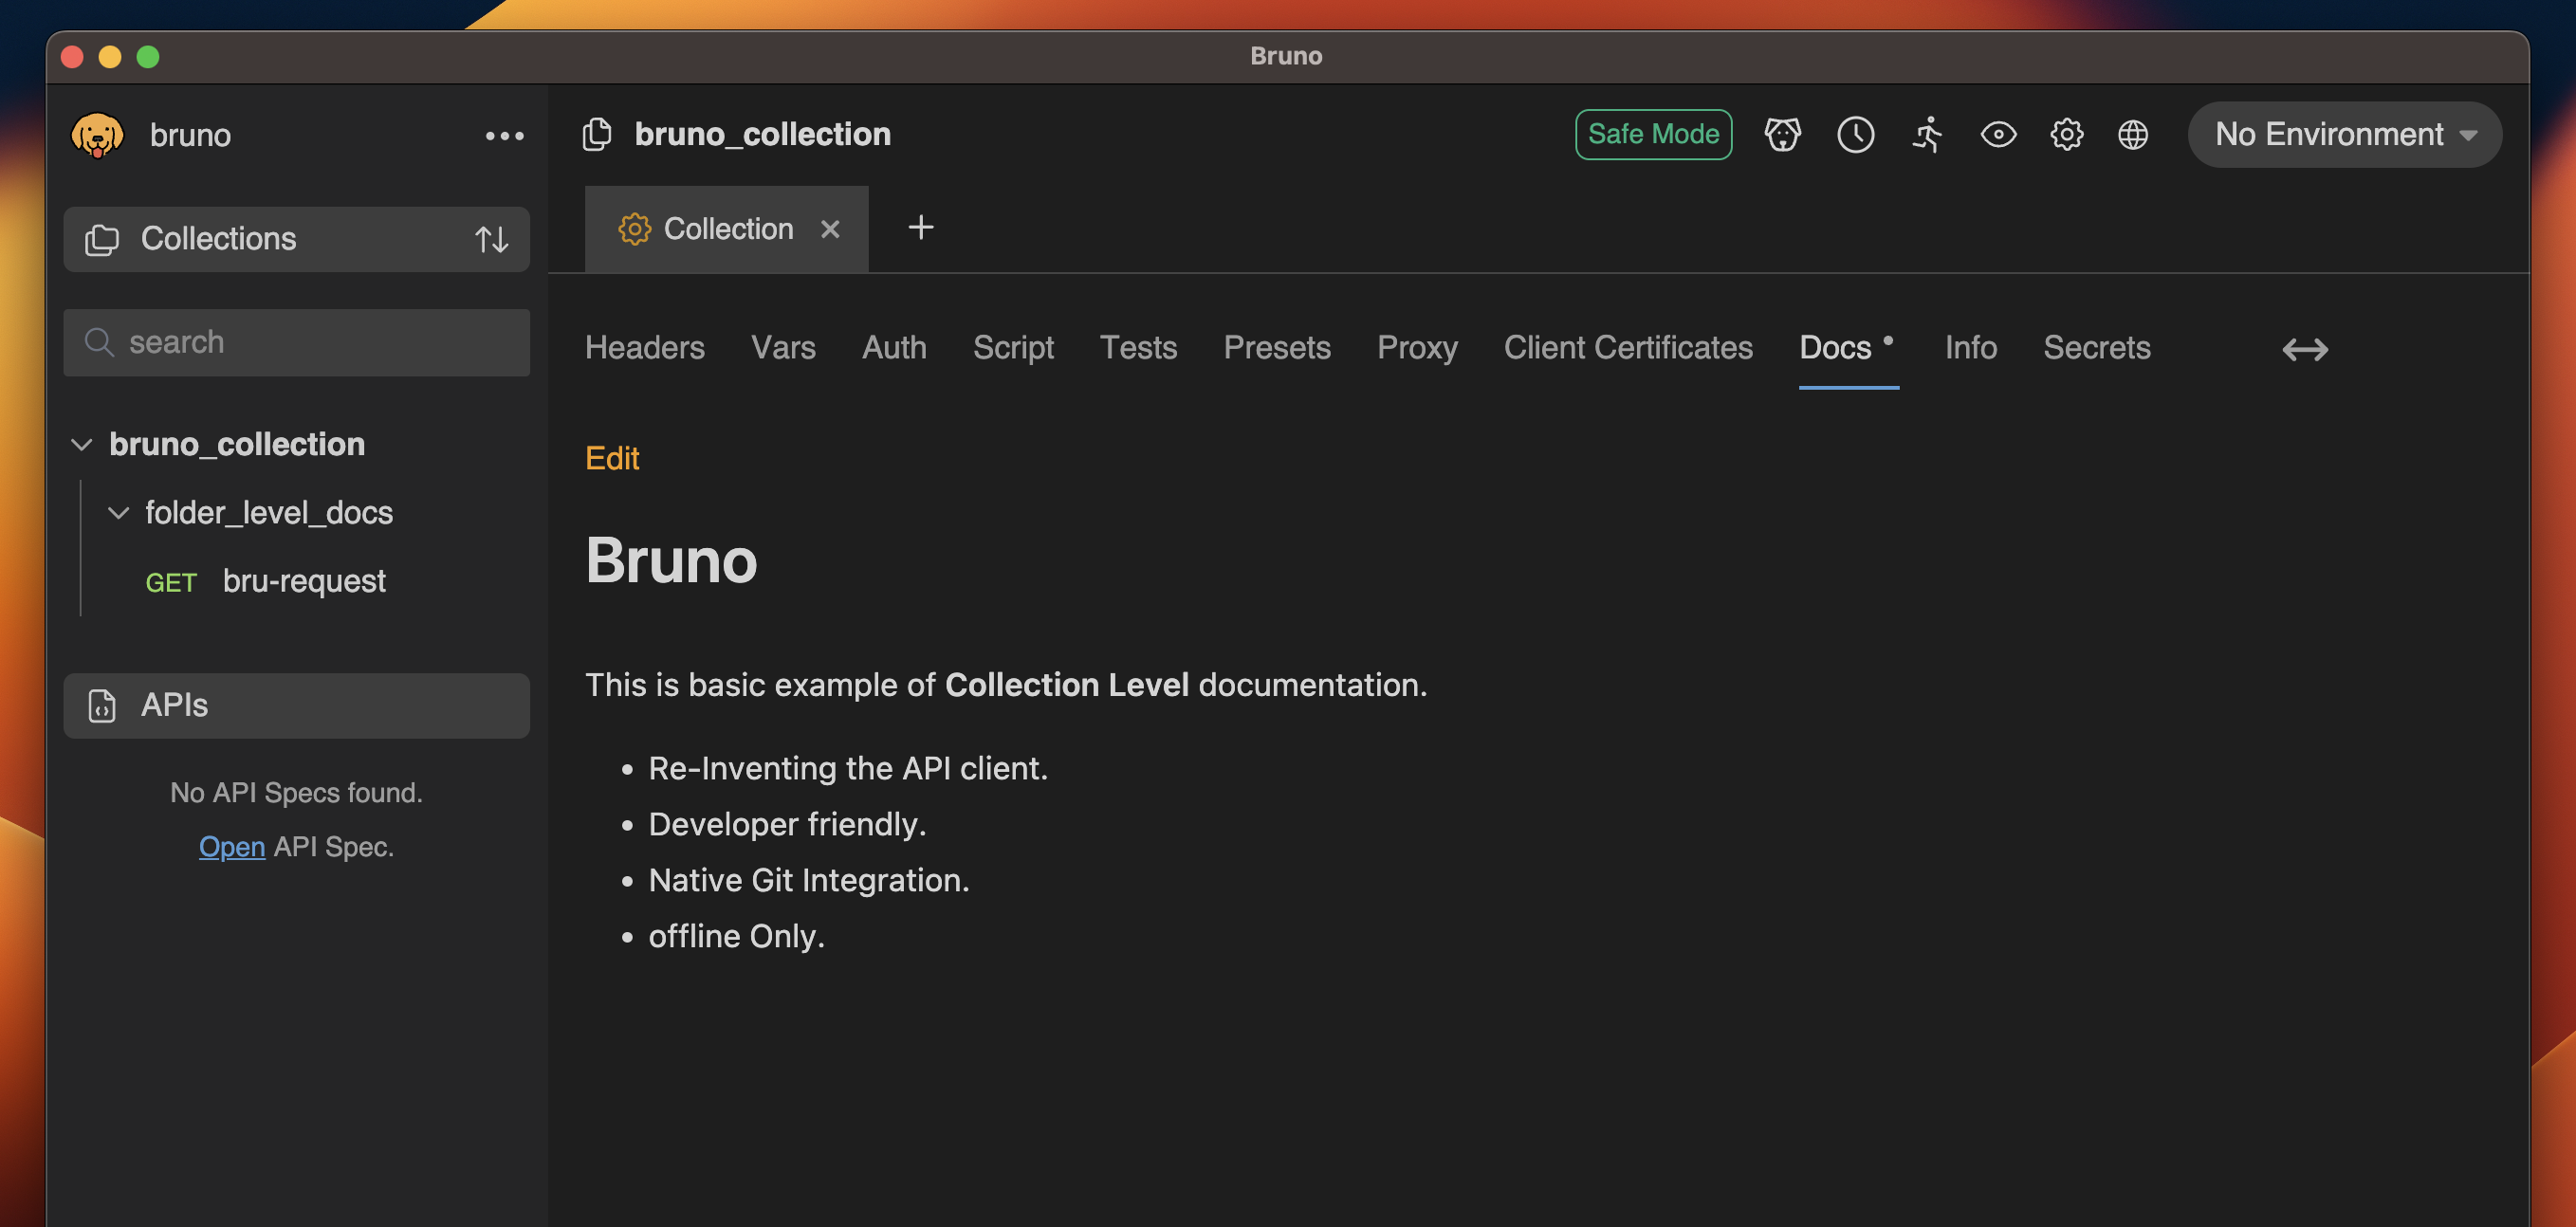 Bruno
bruno
bruno_collection
Safe Mode
No Environment
Collections
Collection
search
Headers Vars Auth Script Tests Presets Proxy Client Certificates Docs Info Secrets
bruno_collection
folder_level_docs
GET bru-request
APIs
No API Specs found.
Open API Spec.
Edit
Bruno
This is basic example of Collection Level documentation.
• Re-Inventing the API client.
• Developer friendly.
• Native Git Integration.
• offline Only.